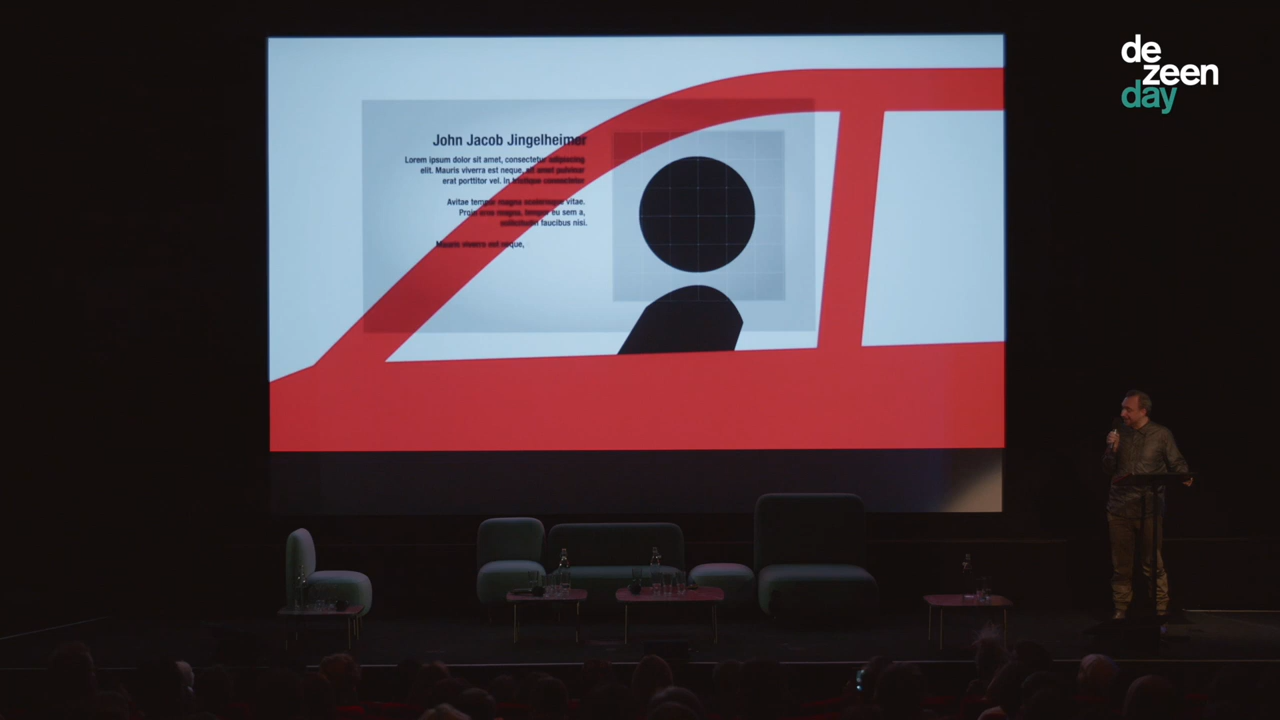 de
zeen
day
John Jacob Jingelheimer
Lorem ipsum dolor sit amet, consectetur adipiscing
elit. Mauris viverra est neque, sit amet pulvinar
erat porttitor vel. In tristique consectetur
Avitae tempor magna scelerisque vitae.
Proin eros magna, tempor eu sem a,
sollicitudin faucibus nisi.
Mauris viverra est neque,